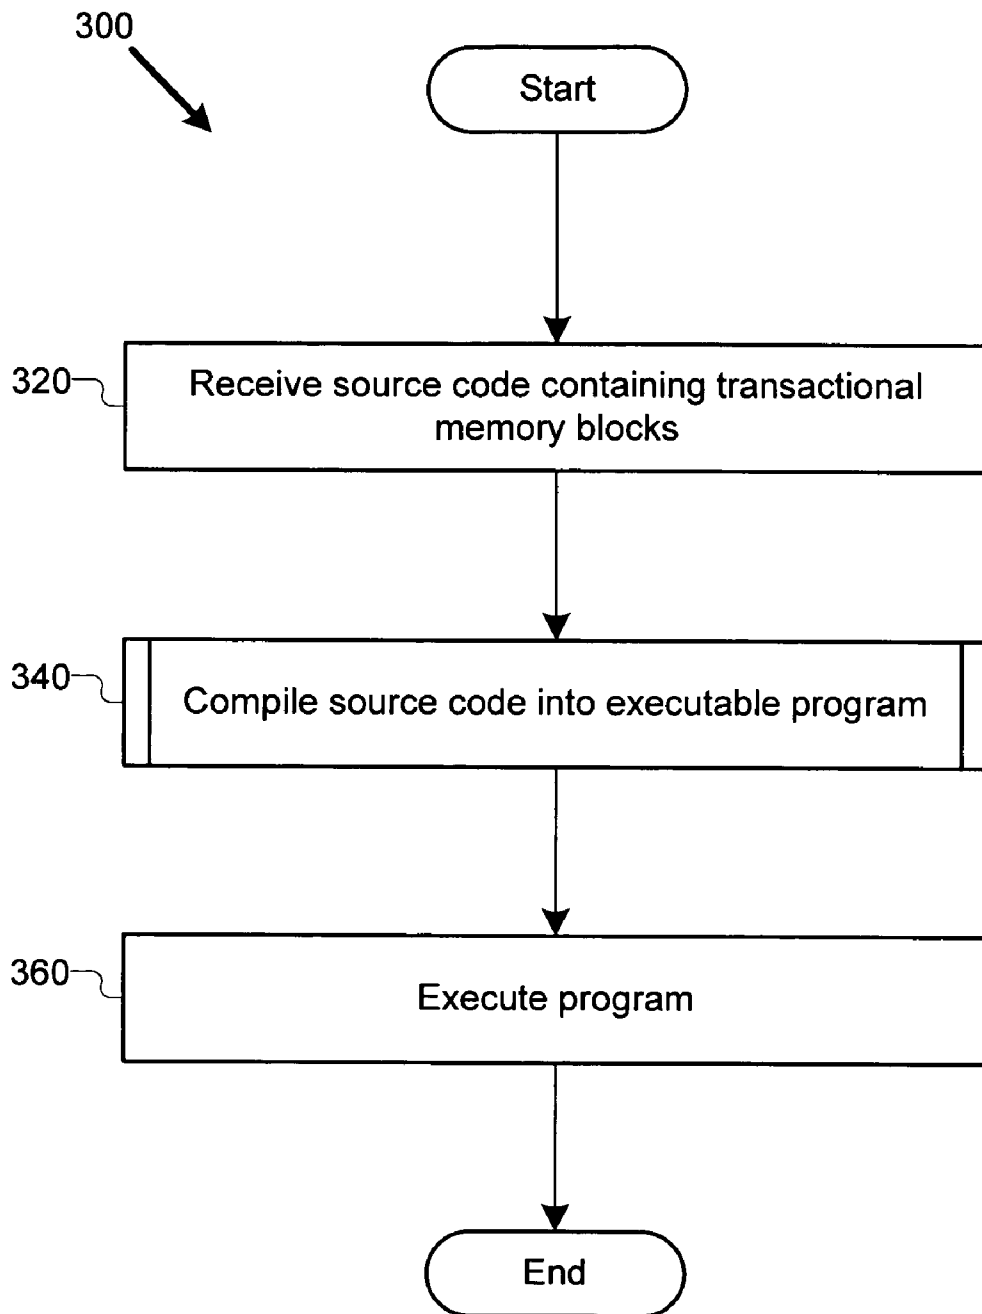 300
Start
320
Receive source code containing transactional
memory blocks
340
Compile source code into executable program
360
Execute program
End